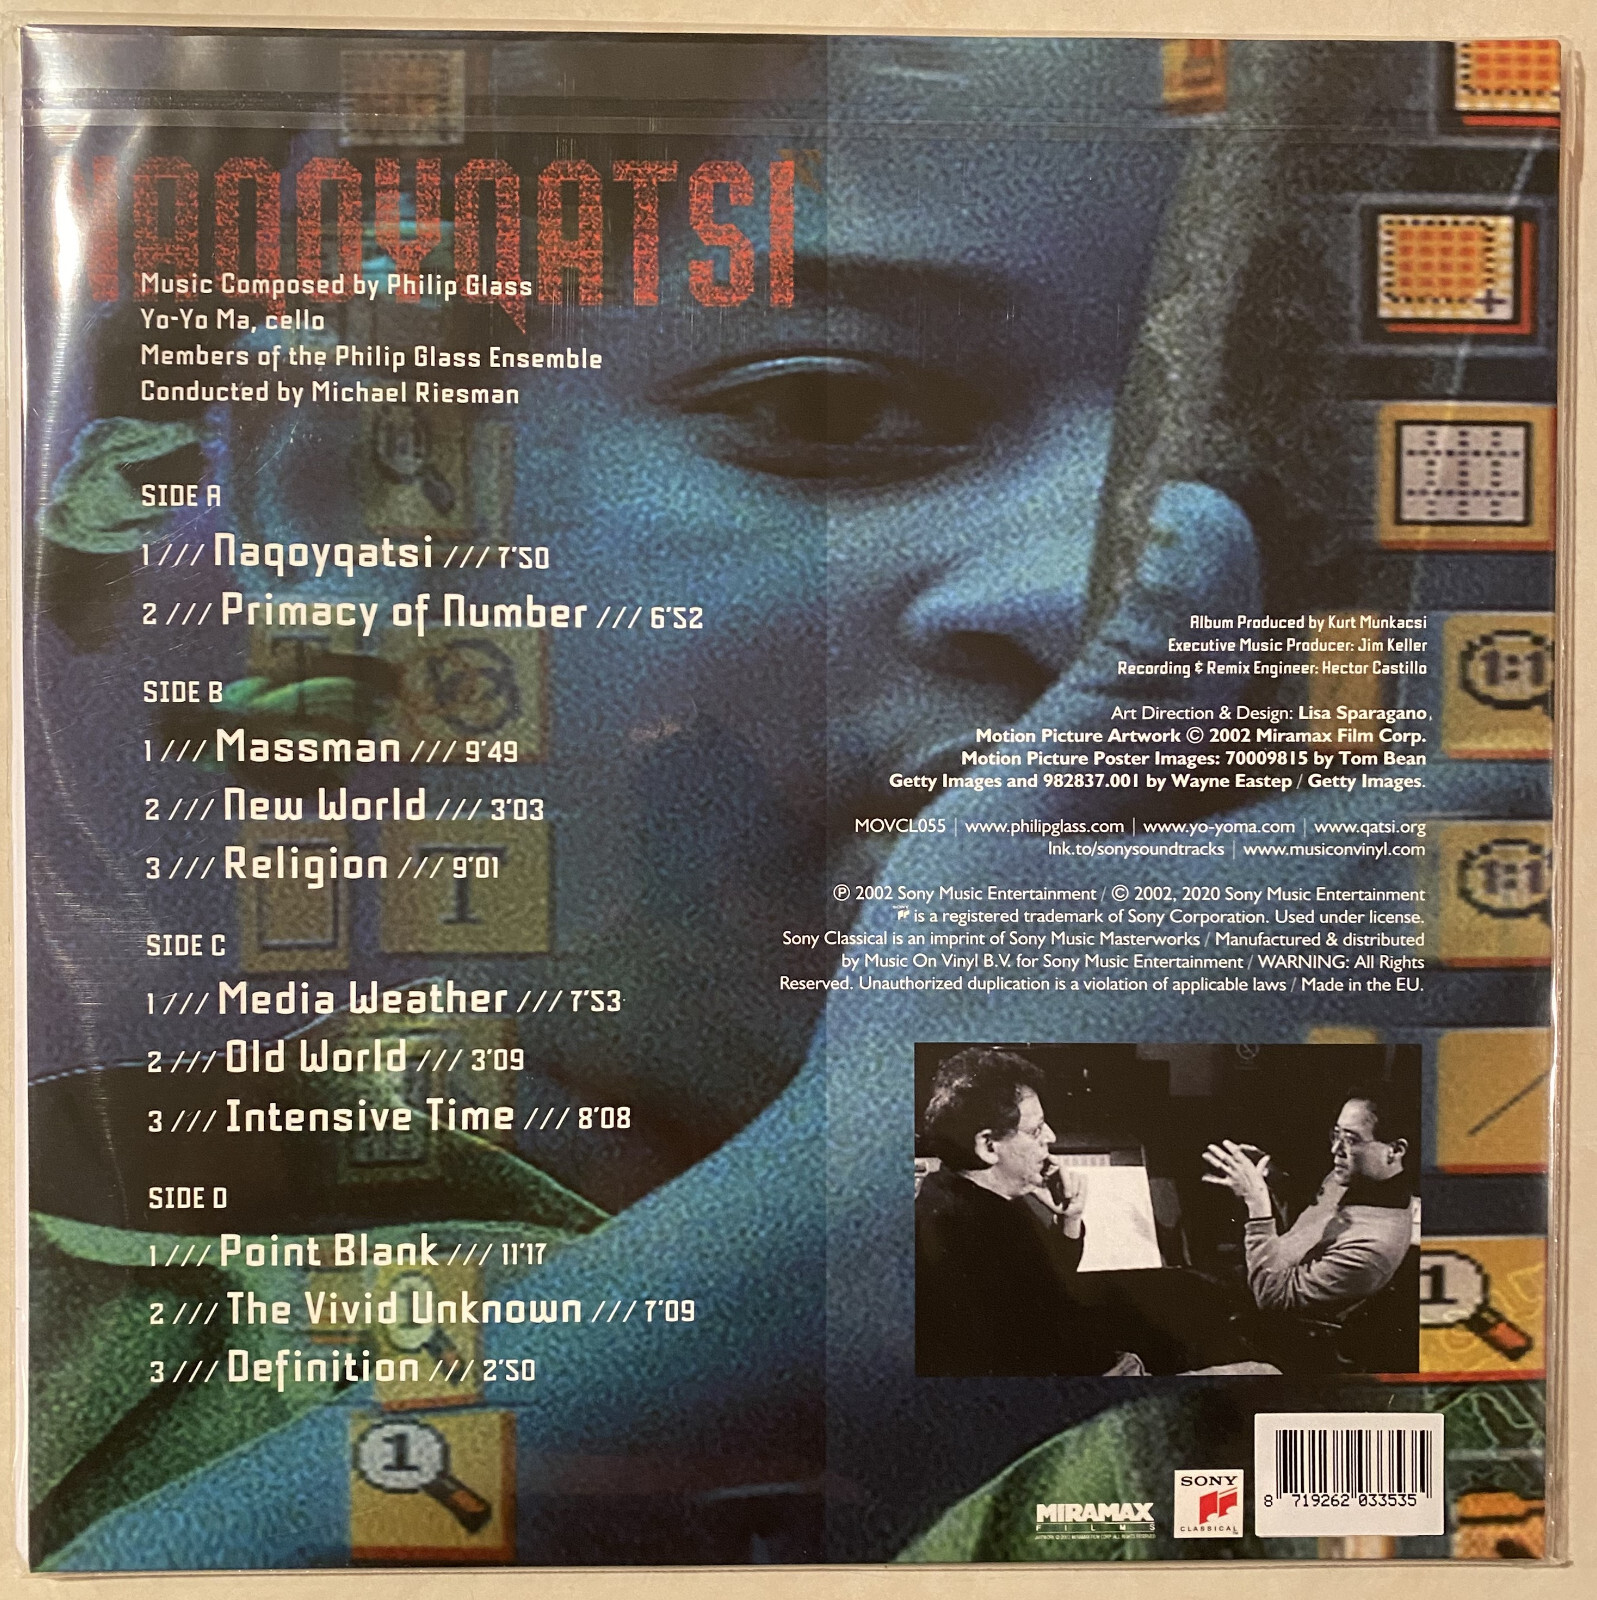 NAQOYQATSI
Music Composed by Philip Glass
Yo-Yo Ma, cello
Members of the Philip Glass Ensemble
Conducted by Michael Riesman
SIDE A
1 /// Naqoyqatsi /// 7'50
2 /// Primacy of Number /// 6'52
SIDE B
1 /// Massman /// 9'49
2 /// New World /// 3'03
3 /// Religion /// 9'01
SIDE C
1 /// Media Weather /// 7'53
2 /// Old World /// 3'09
3 /// Intensive Time /// 8'08
SIDE D
1 /// Point Blank /// 11'17
2 /// The Vivid Unknown /// 7'09
3 /// Definition /// 2'50
Album Produced by Kurt Munkacsi
Executive Music Producer: Jim Keller
Recording & Remix Engineer: Hector Castillo
Art Direction & Design: Lisa Sparagano,
Motion Picture Artwork © 2002 Miramax Film Corp.
Motion Picture Poster Images: 70009815 by Tom Bean
Getty Images and 982837.001 by Wayne Eastep / Getty Images.
MOVCL055 | www.philipglass.com | www.yo-yoma.com | www.qatsi.org
lnk.to/sonysoundtracks | www.musiconvinyl.com
℗ 2002 Sony Music Entertainment / © 2002, 2020 Sony Music Entertainment
is a registered trademark of Sony Corporation. Used under license.
Sony Classical is an imprint of Sony Music Masterworks / Manufactured & distributed
by Music On Vinyl B.V. for Sony Music Entertainment / WARNING: All Rights
Reserved. Unauthorized duplication is a violation of applicable laws / Made in the EU.
1:1
1:1
1
1
MIRAMAX
FILMS
SONY
CLASSICAL
8 719262 033535